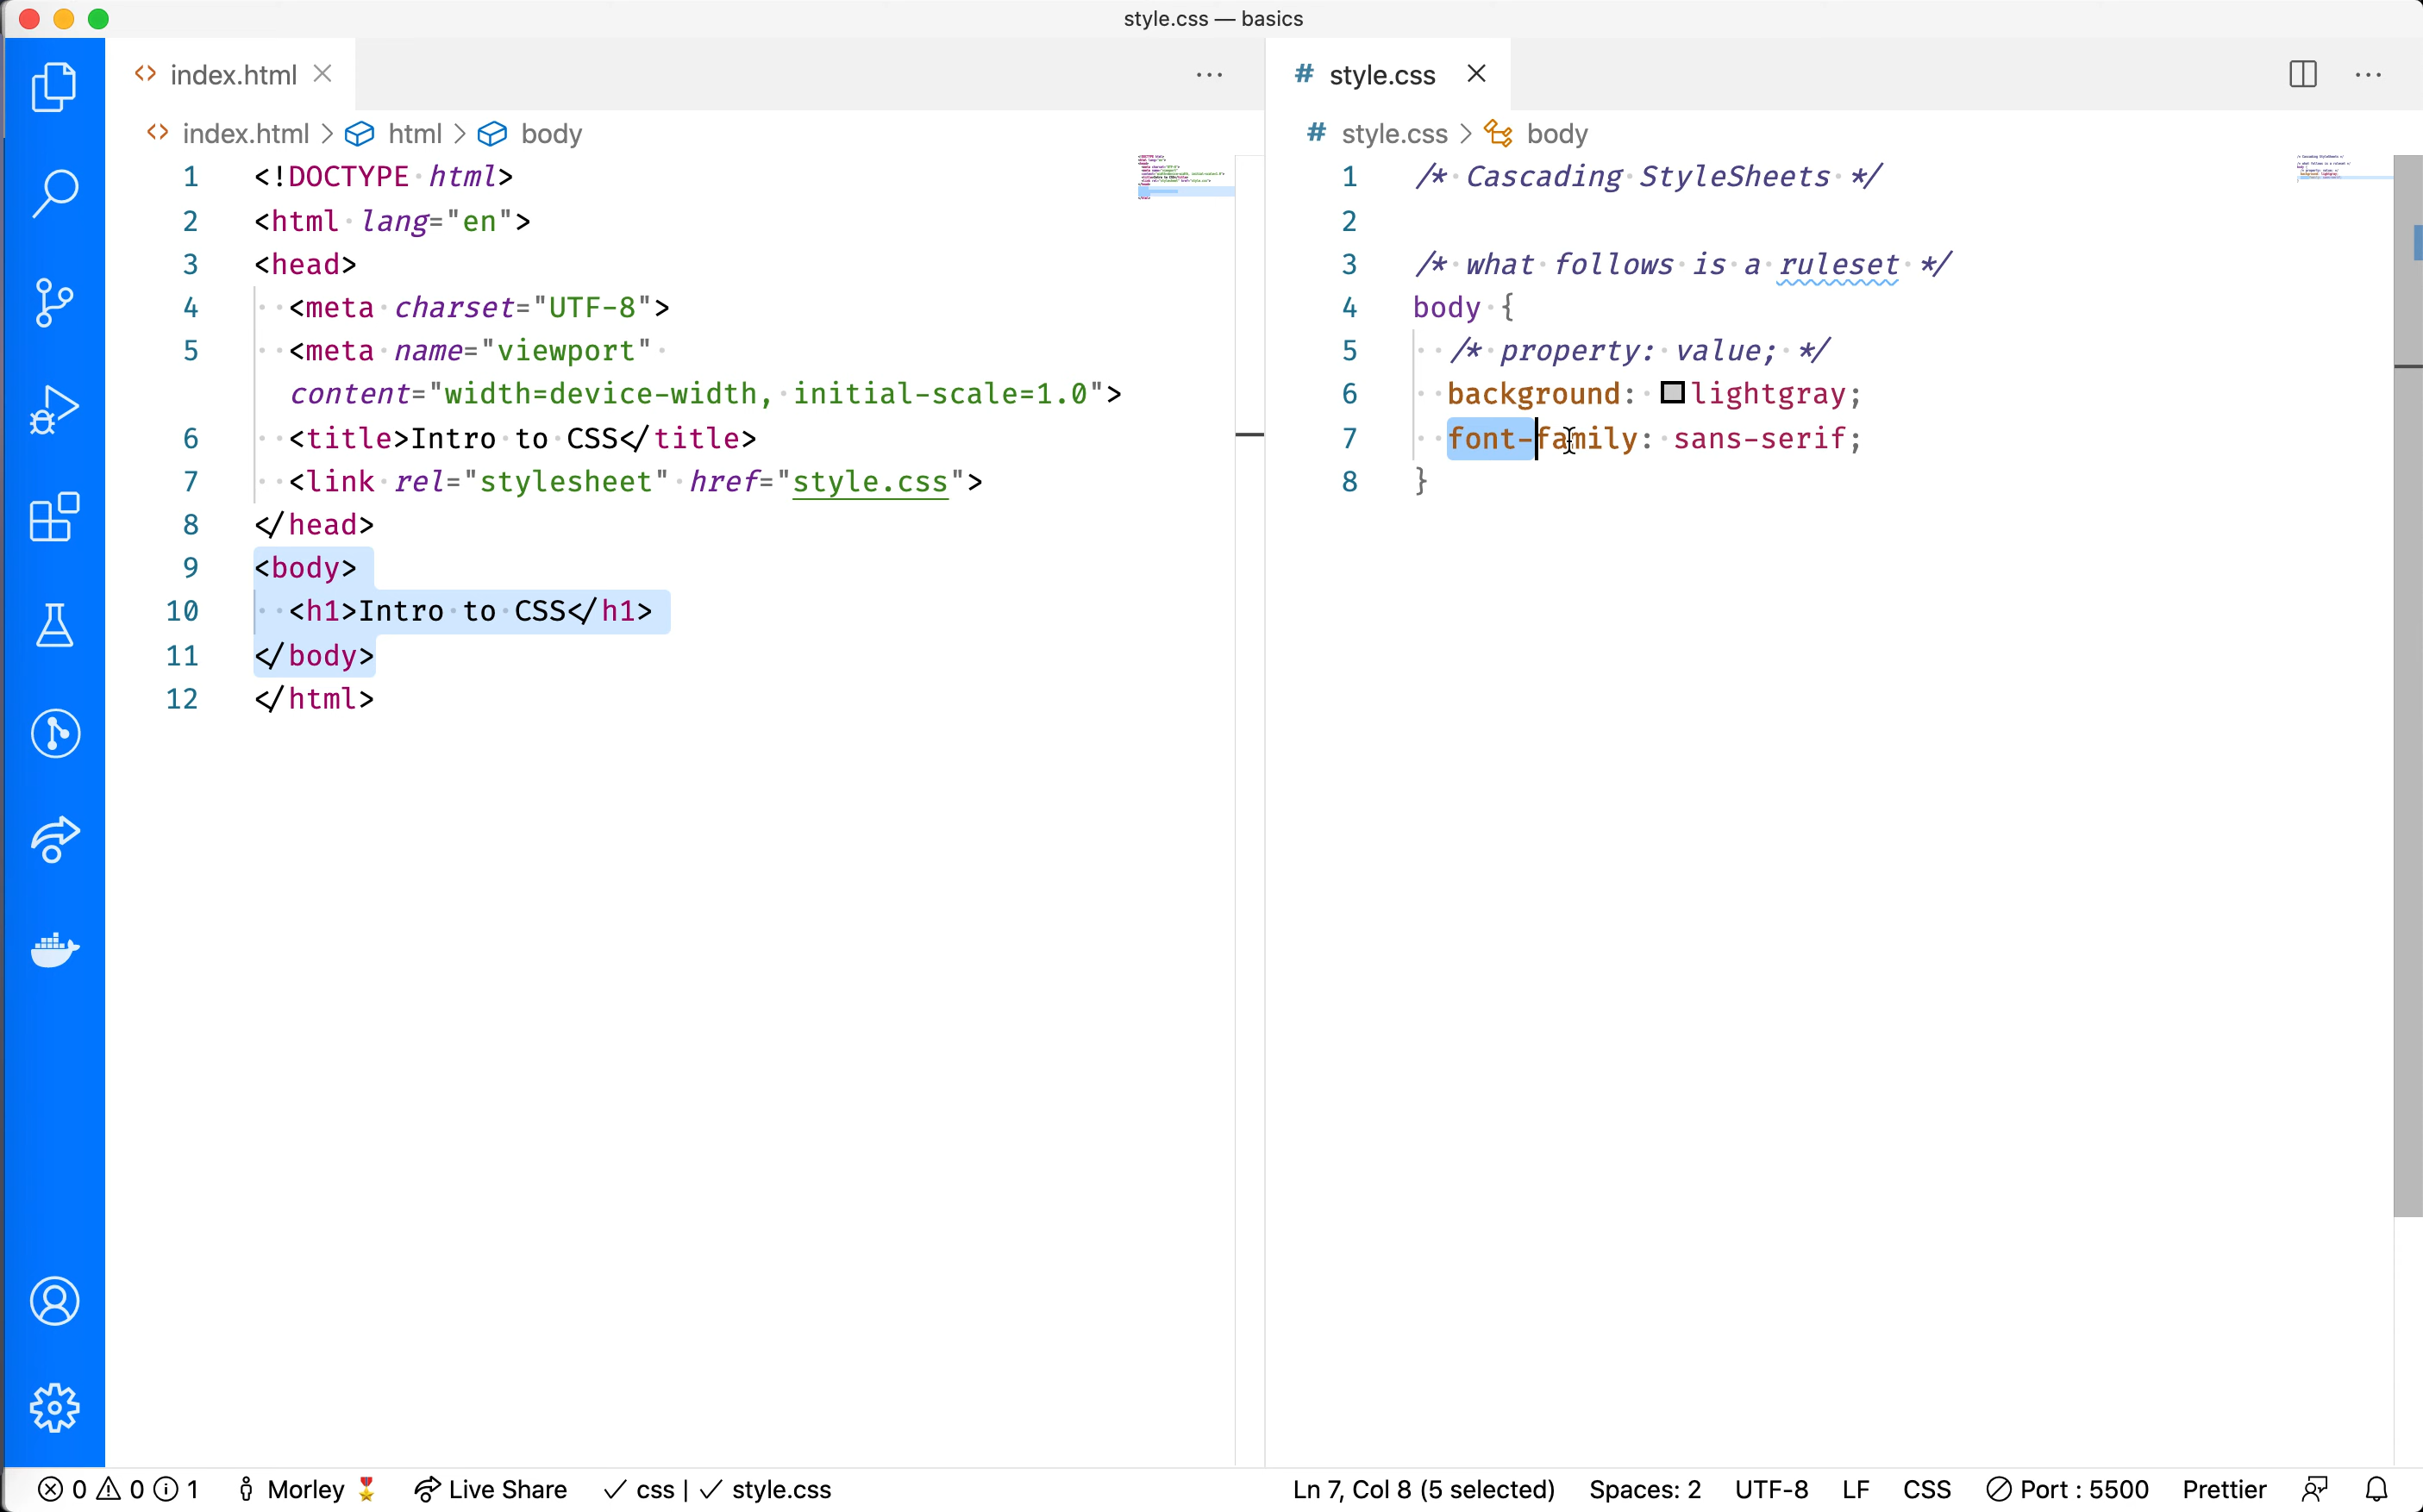 style.css — basics
index.html
style.css
index.html > html > body
style.css > body
1 <!DOCTYPE html>
2 <html lang="en">
3 <head>
4 <meta charset="UTF-8">
5 <meta name="viewport"
content="width=device-width, initial-scale=1.0">
6 <title>Intro to CSS</title>
7 <link rel="stylesheet" href="style.css">
8 </head>
9 <body>
10 <h1>Intro to CSS</h1>
11 </body>
12 </html>
1 /* Cascading StyleSheets */
2
3 /* what follows is a ruleset */
4 body {
5 /* property: value; */
6 background: lightgray;
7 font-family: sans-serif;
8 }
0 0 1 Morley Live Share ✓ css | ✓ style.css
Ln 7, Col 8 (5 selected) Spaces: 2 UTF-8 LF CSS Port : 5500 Prettier